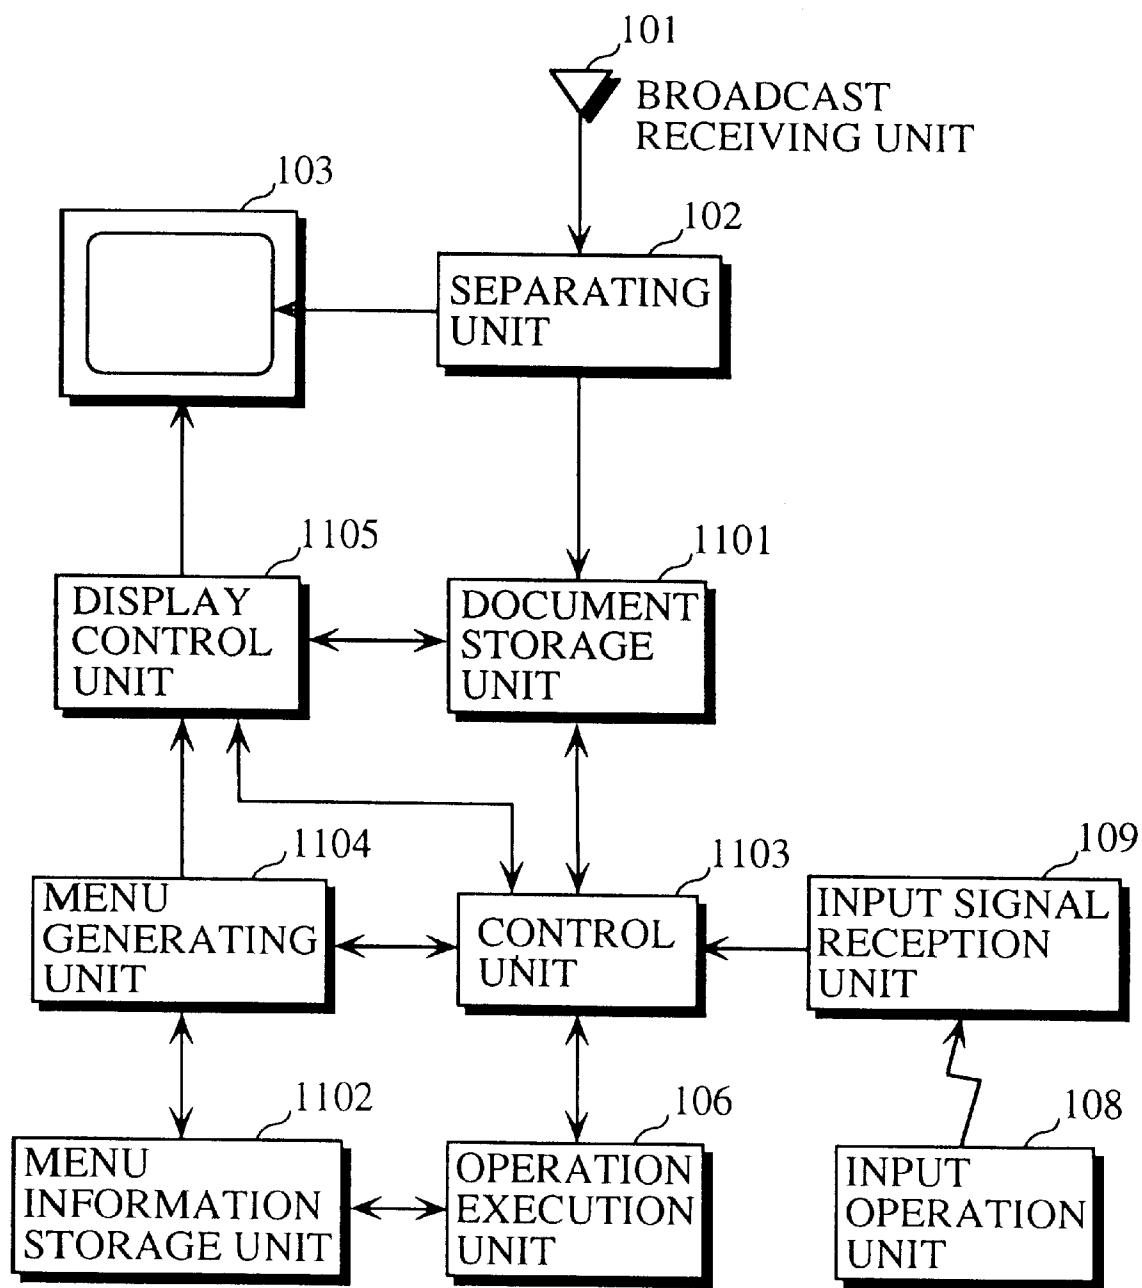 101
BROADCAST
RECEIVING UNIT
103
102
SEPARATING
UNIT
1105
1101
DISPLAY
CONTROL
UNIT
DOCUMENT
STORAGE
UNIT
1104
1103
109
MENU
GENERATING
UNIT
CONTROL
UNIT
INPUT SIGNAL
RECEPTION
UNIT
1102
106
108
MENU
INFORMATION
STORAGE UNIT
OPERATION
EXECUTION
UNIT
INPUT
OPERATION
UNIT